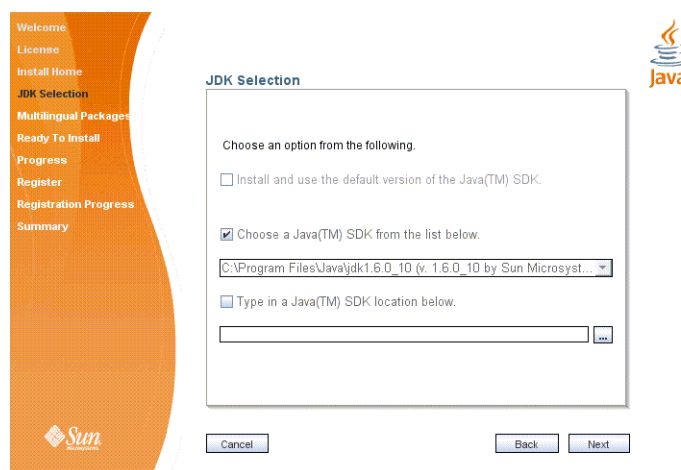 Welcome
License
Install Home
JDK Selection
Multilingual Packages
Ready To Install
Progress
Register
Registration Progress
Summary
Sun
Java
JDK Selection
Choose an option from the following.
Install and use the default version of the Java(TM) SDK.
Choose a Java(TM) SDK from the list below.
C:\Program Files\Java\jdk1.6.0_10 (v. 1.6.0_10 by Sun Microsyst...
Type in a Java(TM) SDK location below.
...
Cancel
Back
Next